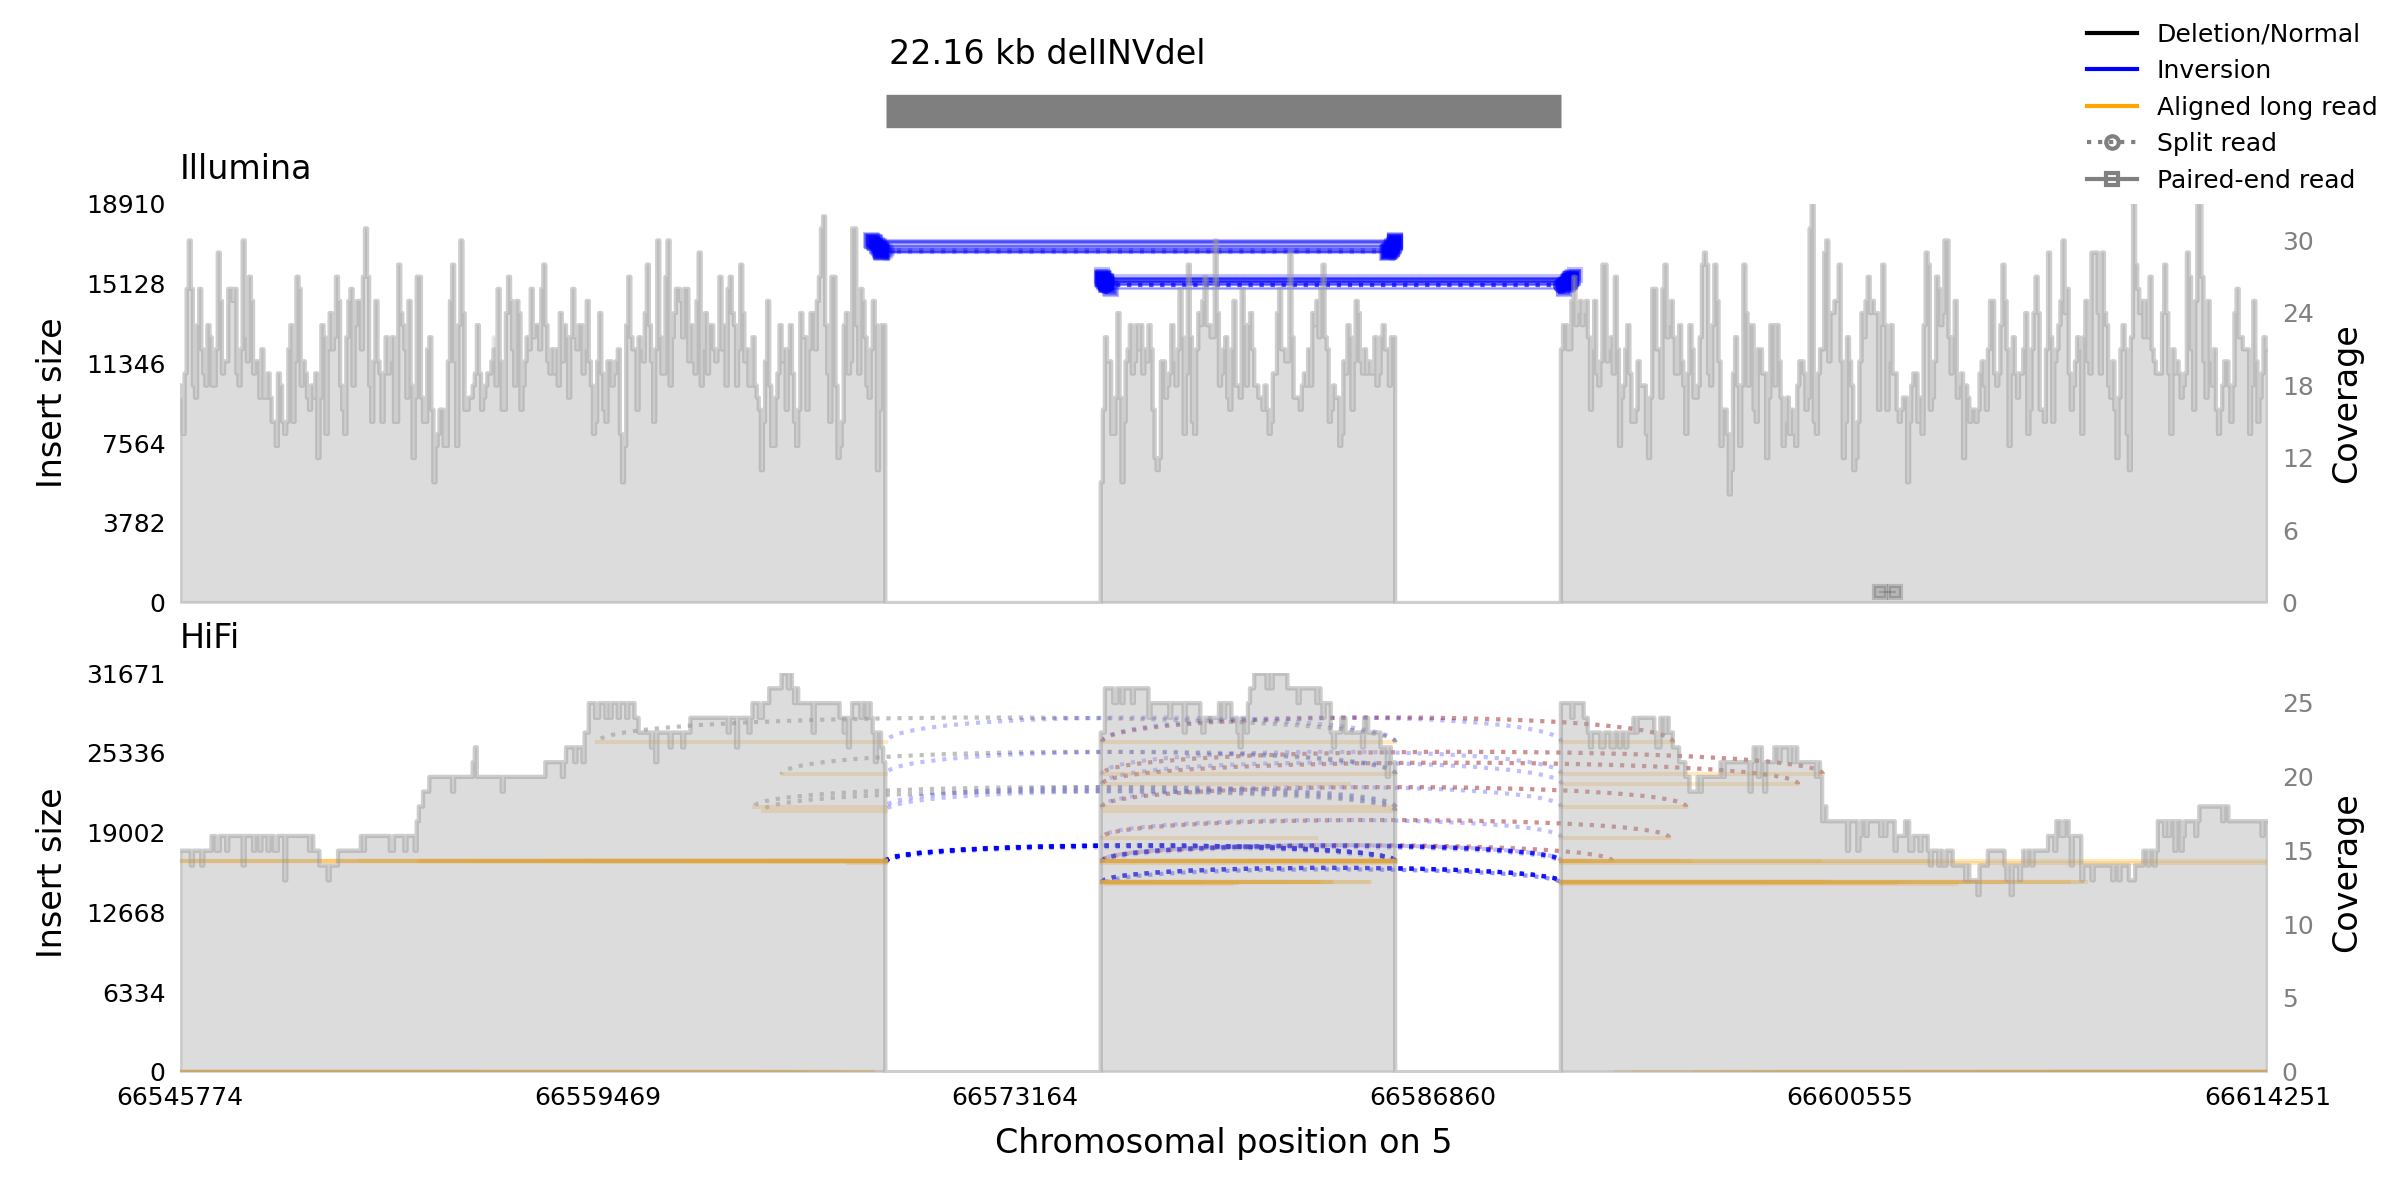 22.16 kb delINVdel
Deletion/Normal
Inversion
Aligned long read
Split read
Paired-end read
Illumina
18910
15128
11346
7564
3782
0
Insert size
30
24
18
12
6
0
Coverage
HiFi
31671
25336
19002
12668
6334
0
Insert size
25
20
15
10
5
0
Coverage
66545774 66559469 66573164 66586860 66600555 66614251
Chromosomal position on 5